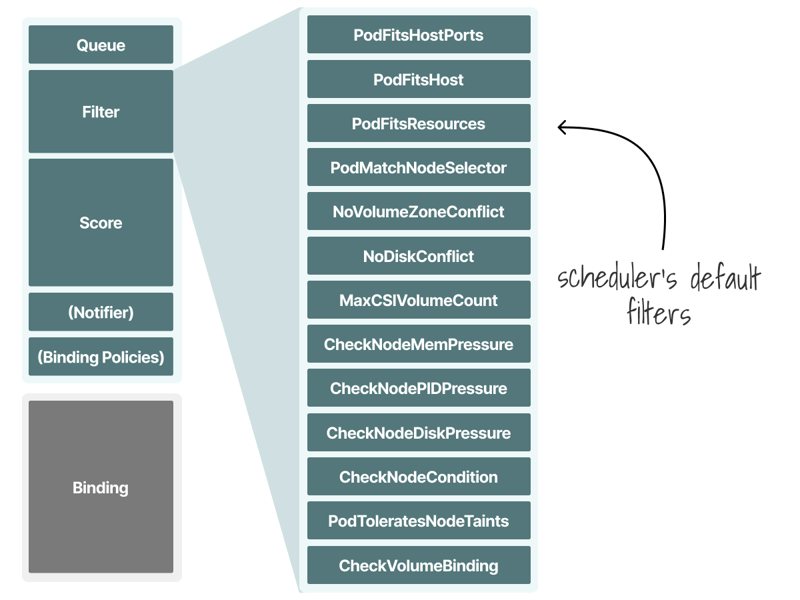 Queue
Filter
Score
(Notifier)
(Binding Policies)
Binding
PodFitsHostPorts
PodFitsHost
PodFitsResources
PodMatchNodeSelector
NoVolumeZoneConflict
NoDiskConflict
MaxCSIVolumeCount
CheckNodeMemPressure
CheckNodePIDPressure
CheckNodeDiskPressure
CheckNodeCondition
PodToleratesNodeTaints
CheckVolumeBinding
scheduler's default
filters